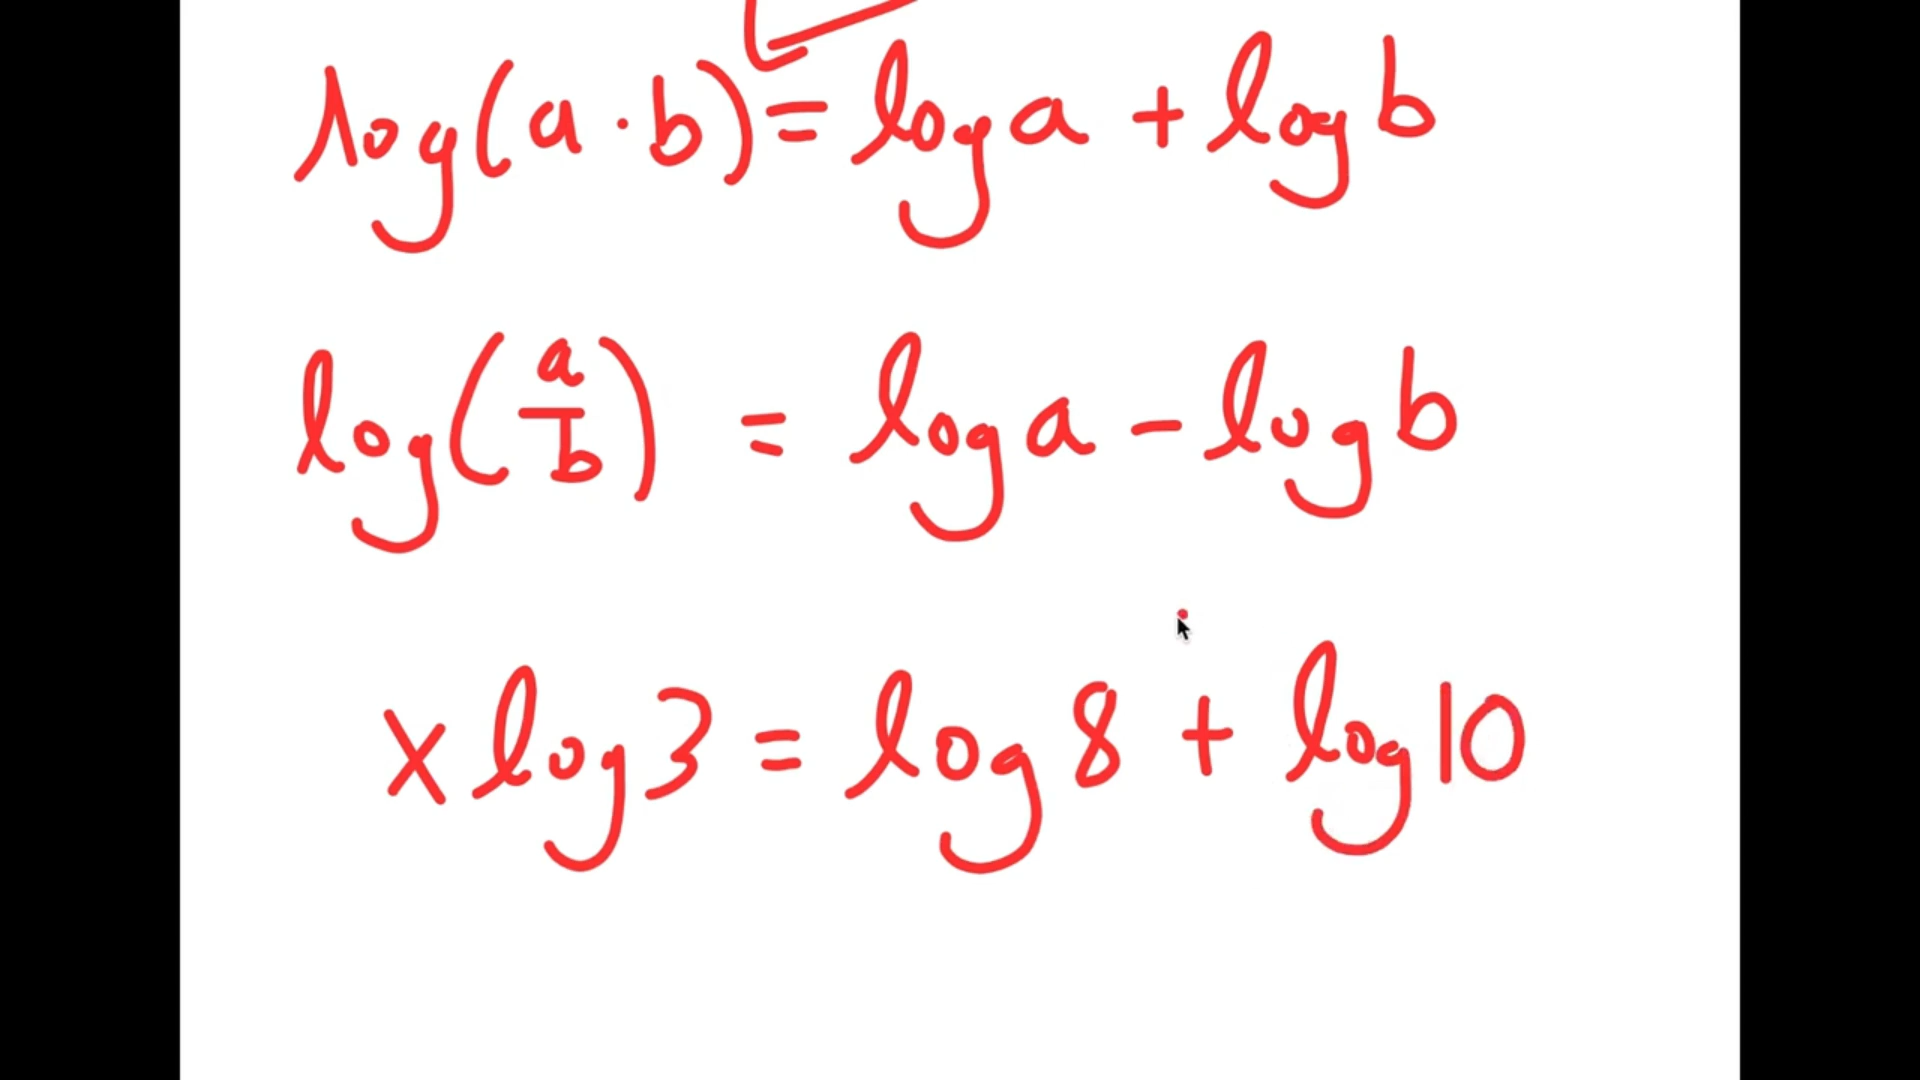 log(a·b) = log a + log b
log(a/b) = log a - log b
x log 3 = log 8 + log 10